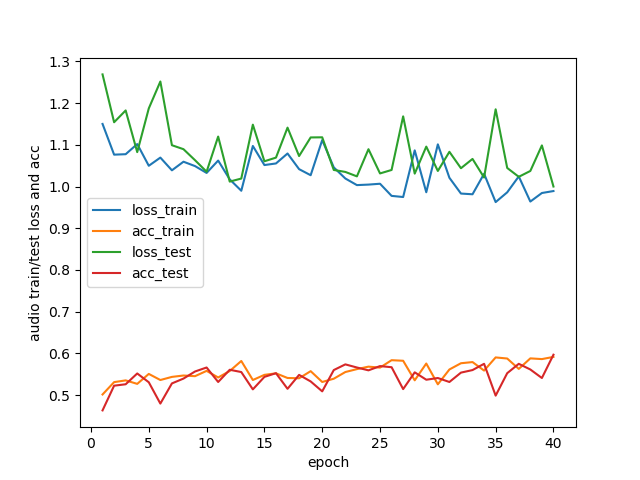 1.3
1.2
1.1
1.0
0.9
0.8
0.7
0.6
0.5
audio train/test loss and acc
loss_train
acc_train
loss_test
acc_test
0 5 10 15 20 25 30 35 40
epoch